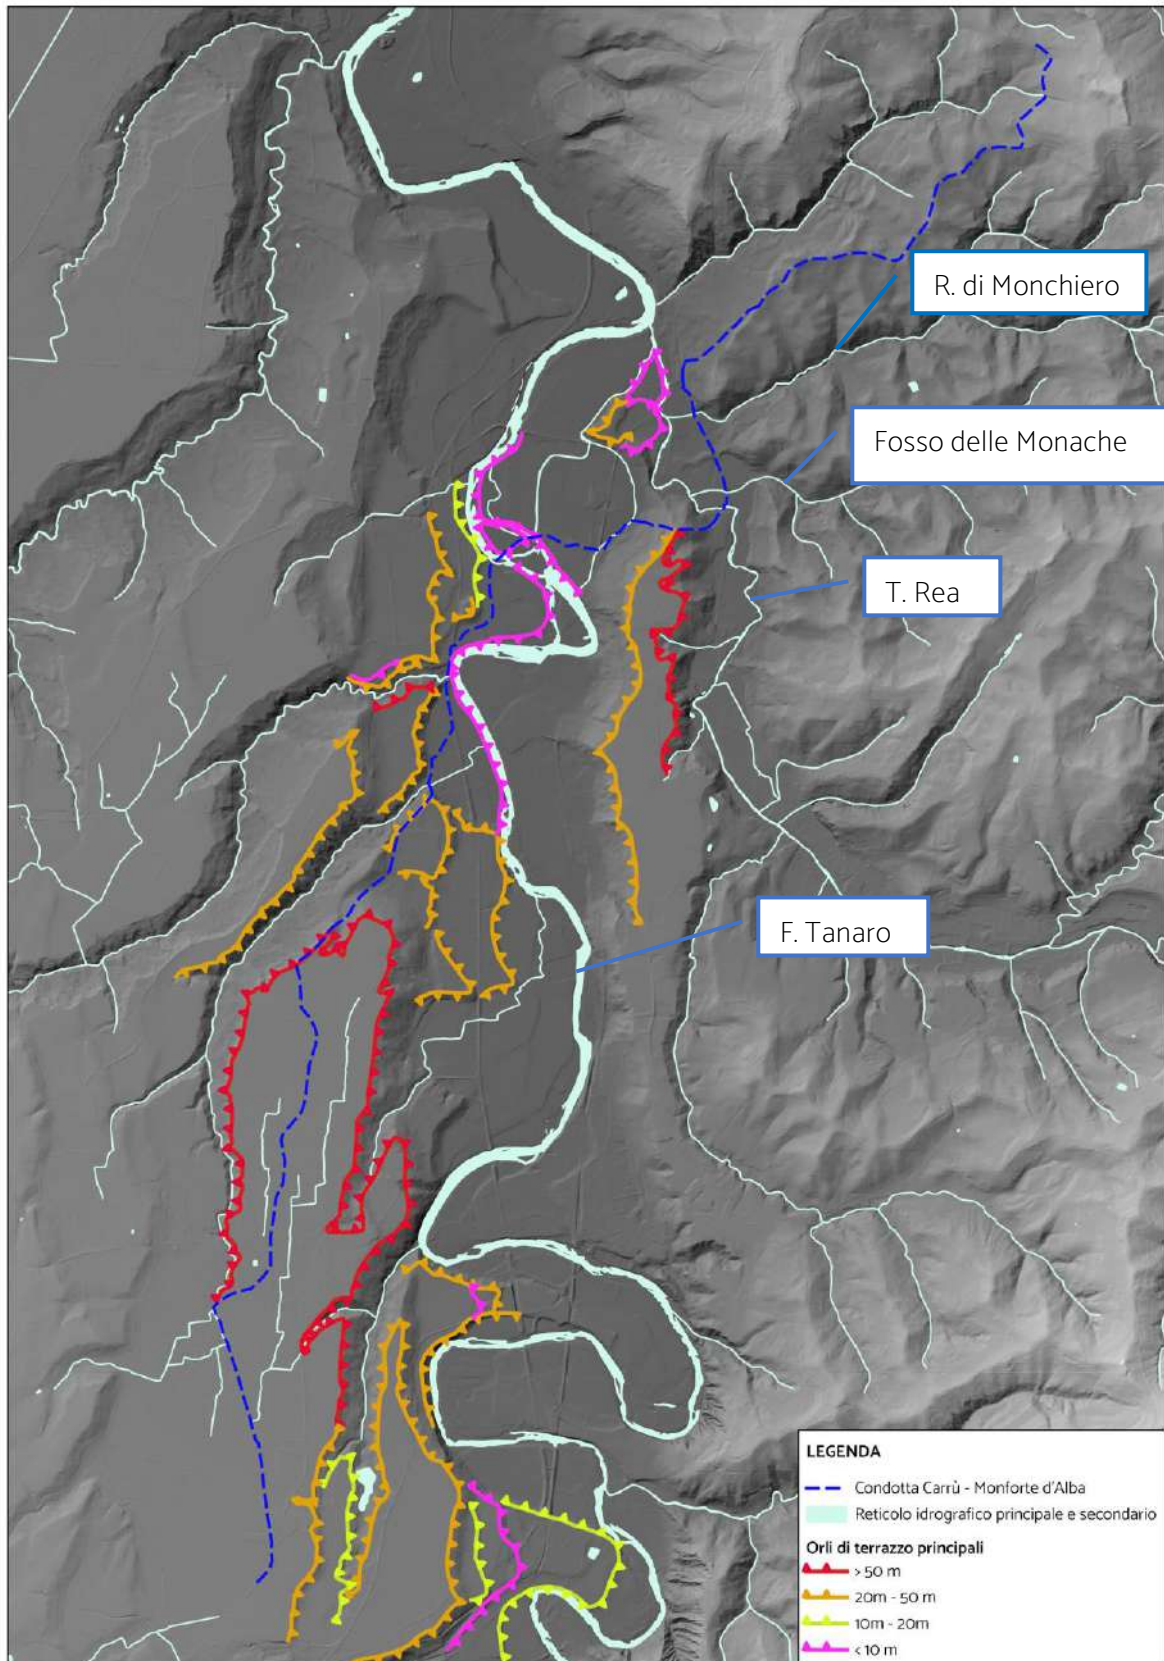 R. di Monchiero
Fosso delle Monache
T. Rea
F. Tanaro
LEGENDA
Condotta Carrù - Monforte d'Alba
Reticolo idrografico principale e secondario
Orli di terrazzo principali
> 50 m
20m - 50 m
10m - 20m
< 10 m